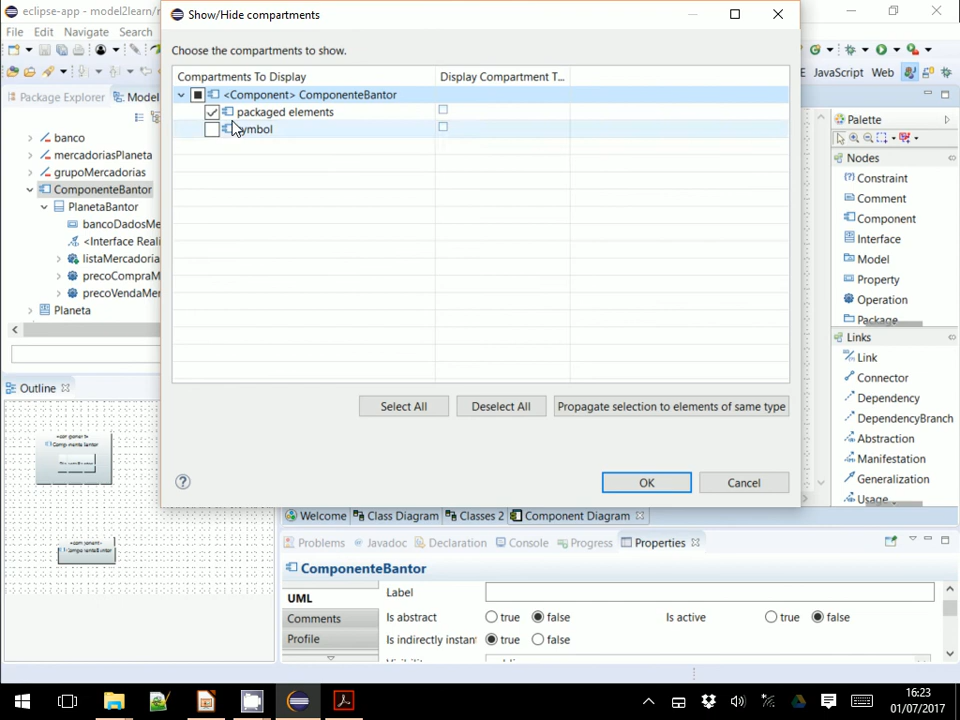 eclipse-app - model2learn/r
Show/Hide compartments
File Edit Navigate Search
Choose the compartments to show.
Compartments To Display
Display Compartment T...
<Component> ComponenteBantor
packaged elements
ymbol
E JavaScript Web
Package Explorer
Model
banco
mercadoriasPlaneta
grupoMercadorias
ComponenteBantor
PlanetaBantor
bancoDadosMe
<Interface Reali
listaMercadoria
precoCompraM
precoVendaMer
Planeta
Palette
Nodes
Constraint
Comment
Component
Interface
Model
Property
Operation
Package
Links
Link
Connector
Dependency
DependencyBranch
Abstraction
Manifestation
Generalization
Usage
Select All
Deselect All
Propagate selection to elements of same type
OK
Cancel
Outline
Welcome
Class Diagram
Classes 2
Component Diagram
Problems
Javadoc
Declaration
Console
Progress
Properties
ComponenteBantor
UML
Comments
Profile
Label
Is abstract true false
Is active true false
Is indirectly instant true false
16:23
01/07/2017